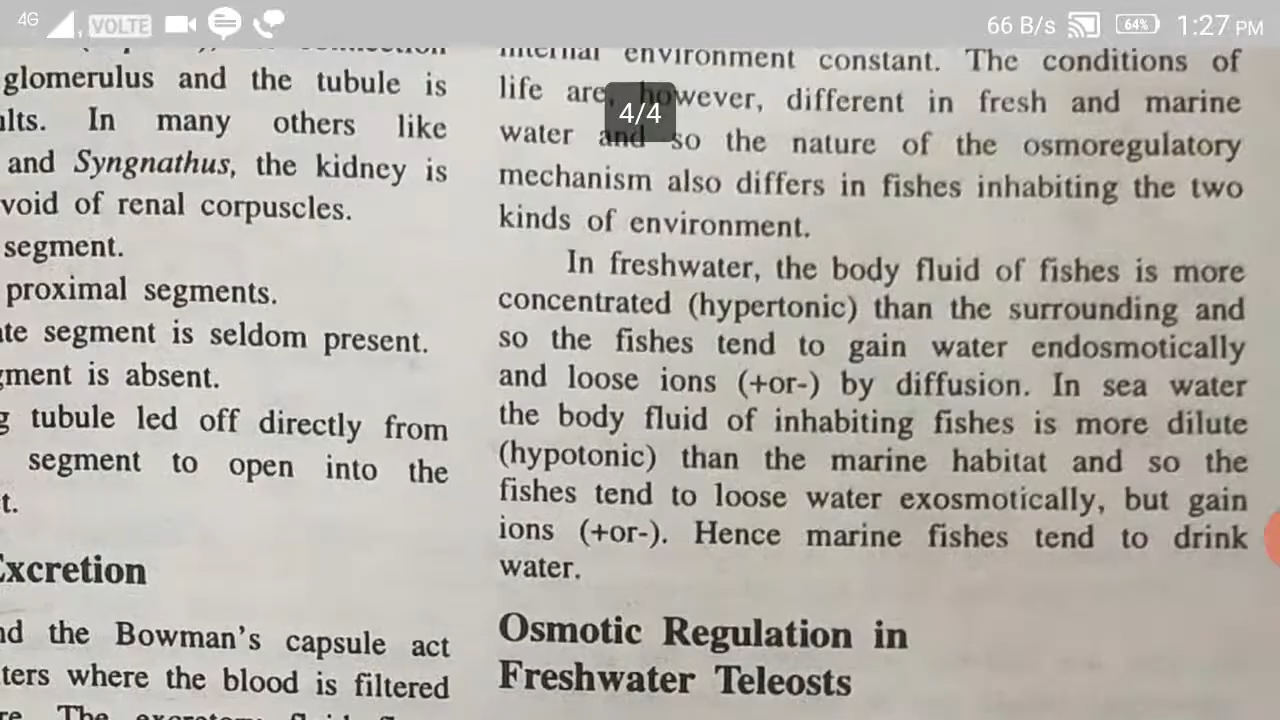 4G VOLTE 66 B/s 64% 1:27 PM
4/4
glomerulus and the tubule is
In many others like
and Syngnathus, the kidney is
void of renal corpuscles.
segment.
proximal segments.
segment is seldom present.
is absent.
tubule led off directly from
segment to open into the
Excretion
the Bowman's capsule act
where the blood is filtered
internal environment constant. The conditions of
life are, however, different in fresh and marine
water and so the nature of the osmoregulatory
mechanism also differs in fishes inhabiting the two
kinds of environment.
In freshwater, the body fluid of fishes is more
concentrated (hypertonic) than the surrounding and
so the fishes tend to gain water endosmotically
and loose ions (+or-) by diffusion. In sea water
the body fluid of inhabiting fishes is more dilute
(hypotonic) than the marine habitat and so the
fishes tend to loose water exosmotically, but gain
ions (+or-). Hence marine fishes tend to drink
water.
Osmotic Regulation in
Freshwater Teleosts